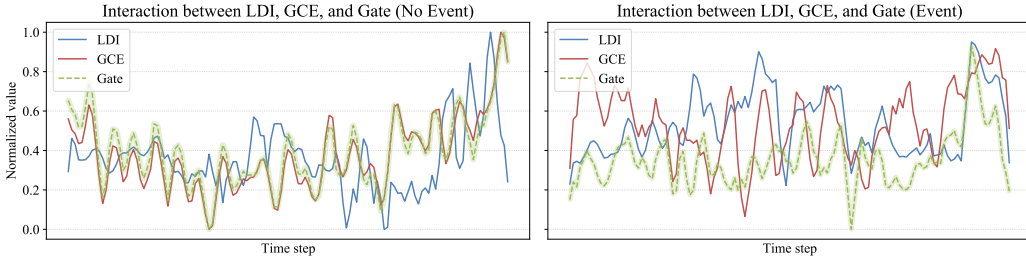 Interaction between LDI, GCE, and Gate (No Event)
LDI
GCE
Gate
Normalized value
1.0
0.8
0.6
0.4
0.2
0.0
Time step
Interaction between LDI, GCE, and Gate (Event)
LDI
GCE
Gate
Time step